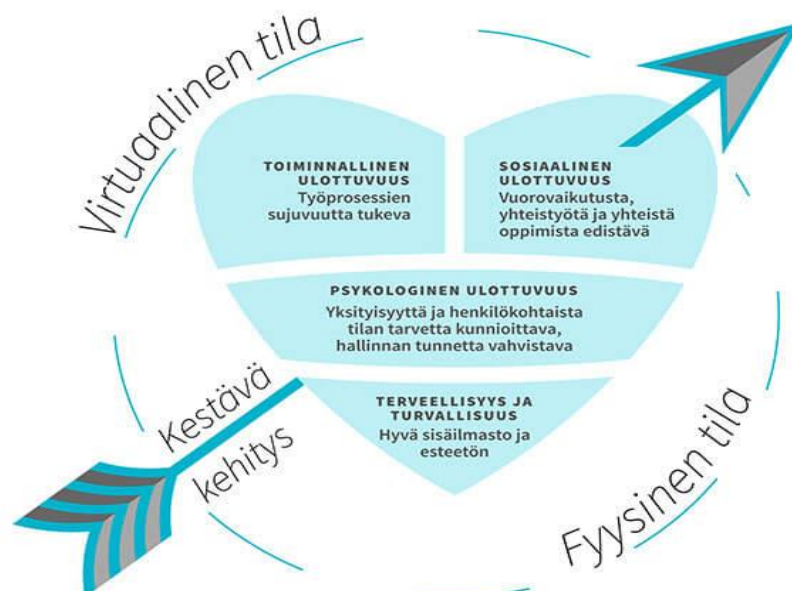 Virtuaalinen tila
TOIMINNALLINEN
ULOTTUVUUS
Työprosessien
sujuvuutta tukeva
SOSIAALINEN
ULOTTUVUUS
Vuorovaikutusta,
yhteistyötä ja yhteistä
oppimista edistävä
PSYKOLOGINEN ULOTTUVUUS
Yksityisyyttä ja henkilökohtaista
tilan tarvetta kunnioittava,
hallinnan tunnetta vahvistava
TERVEELLISYYS JA
TURVALLISUUS
Hyvä sisäilmasto ja
esteetön
Kestävä
kehitys
Fyysinen tila